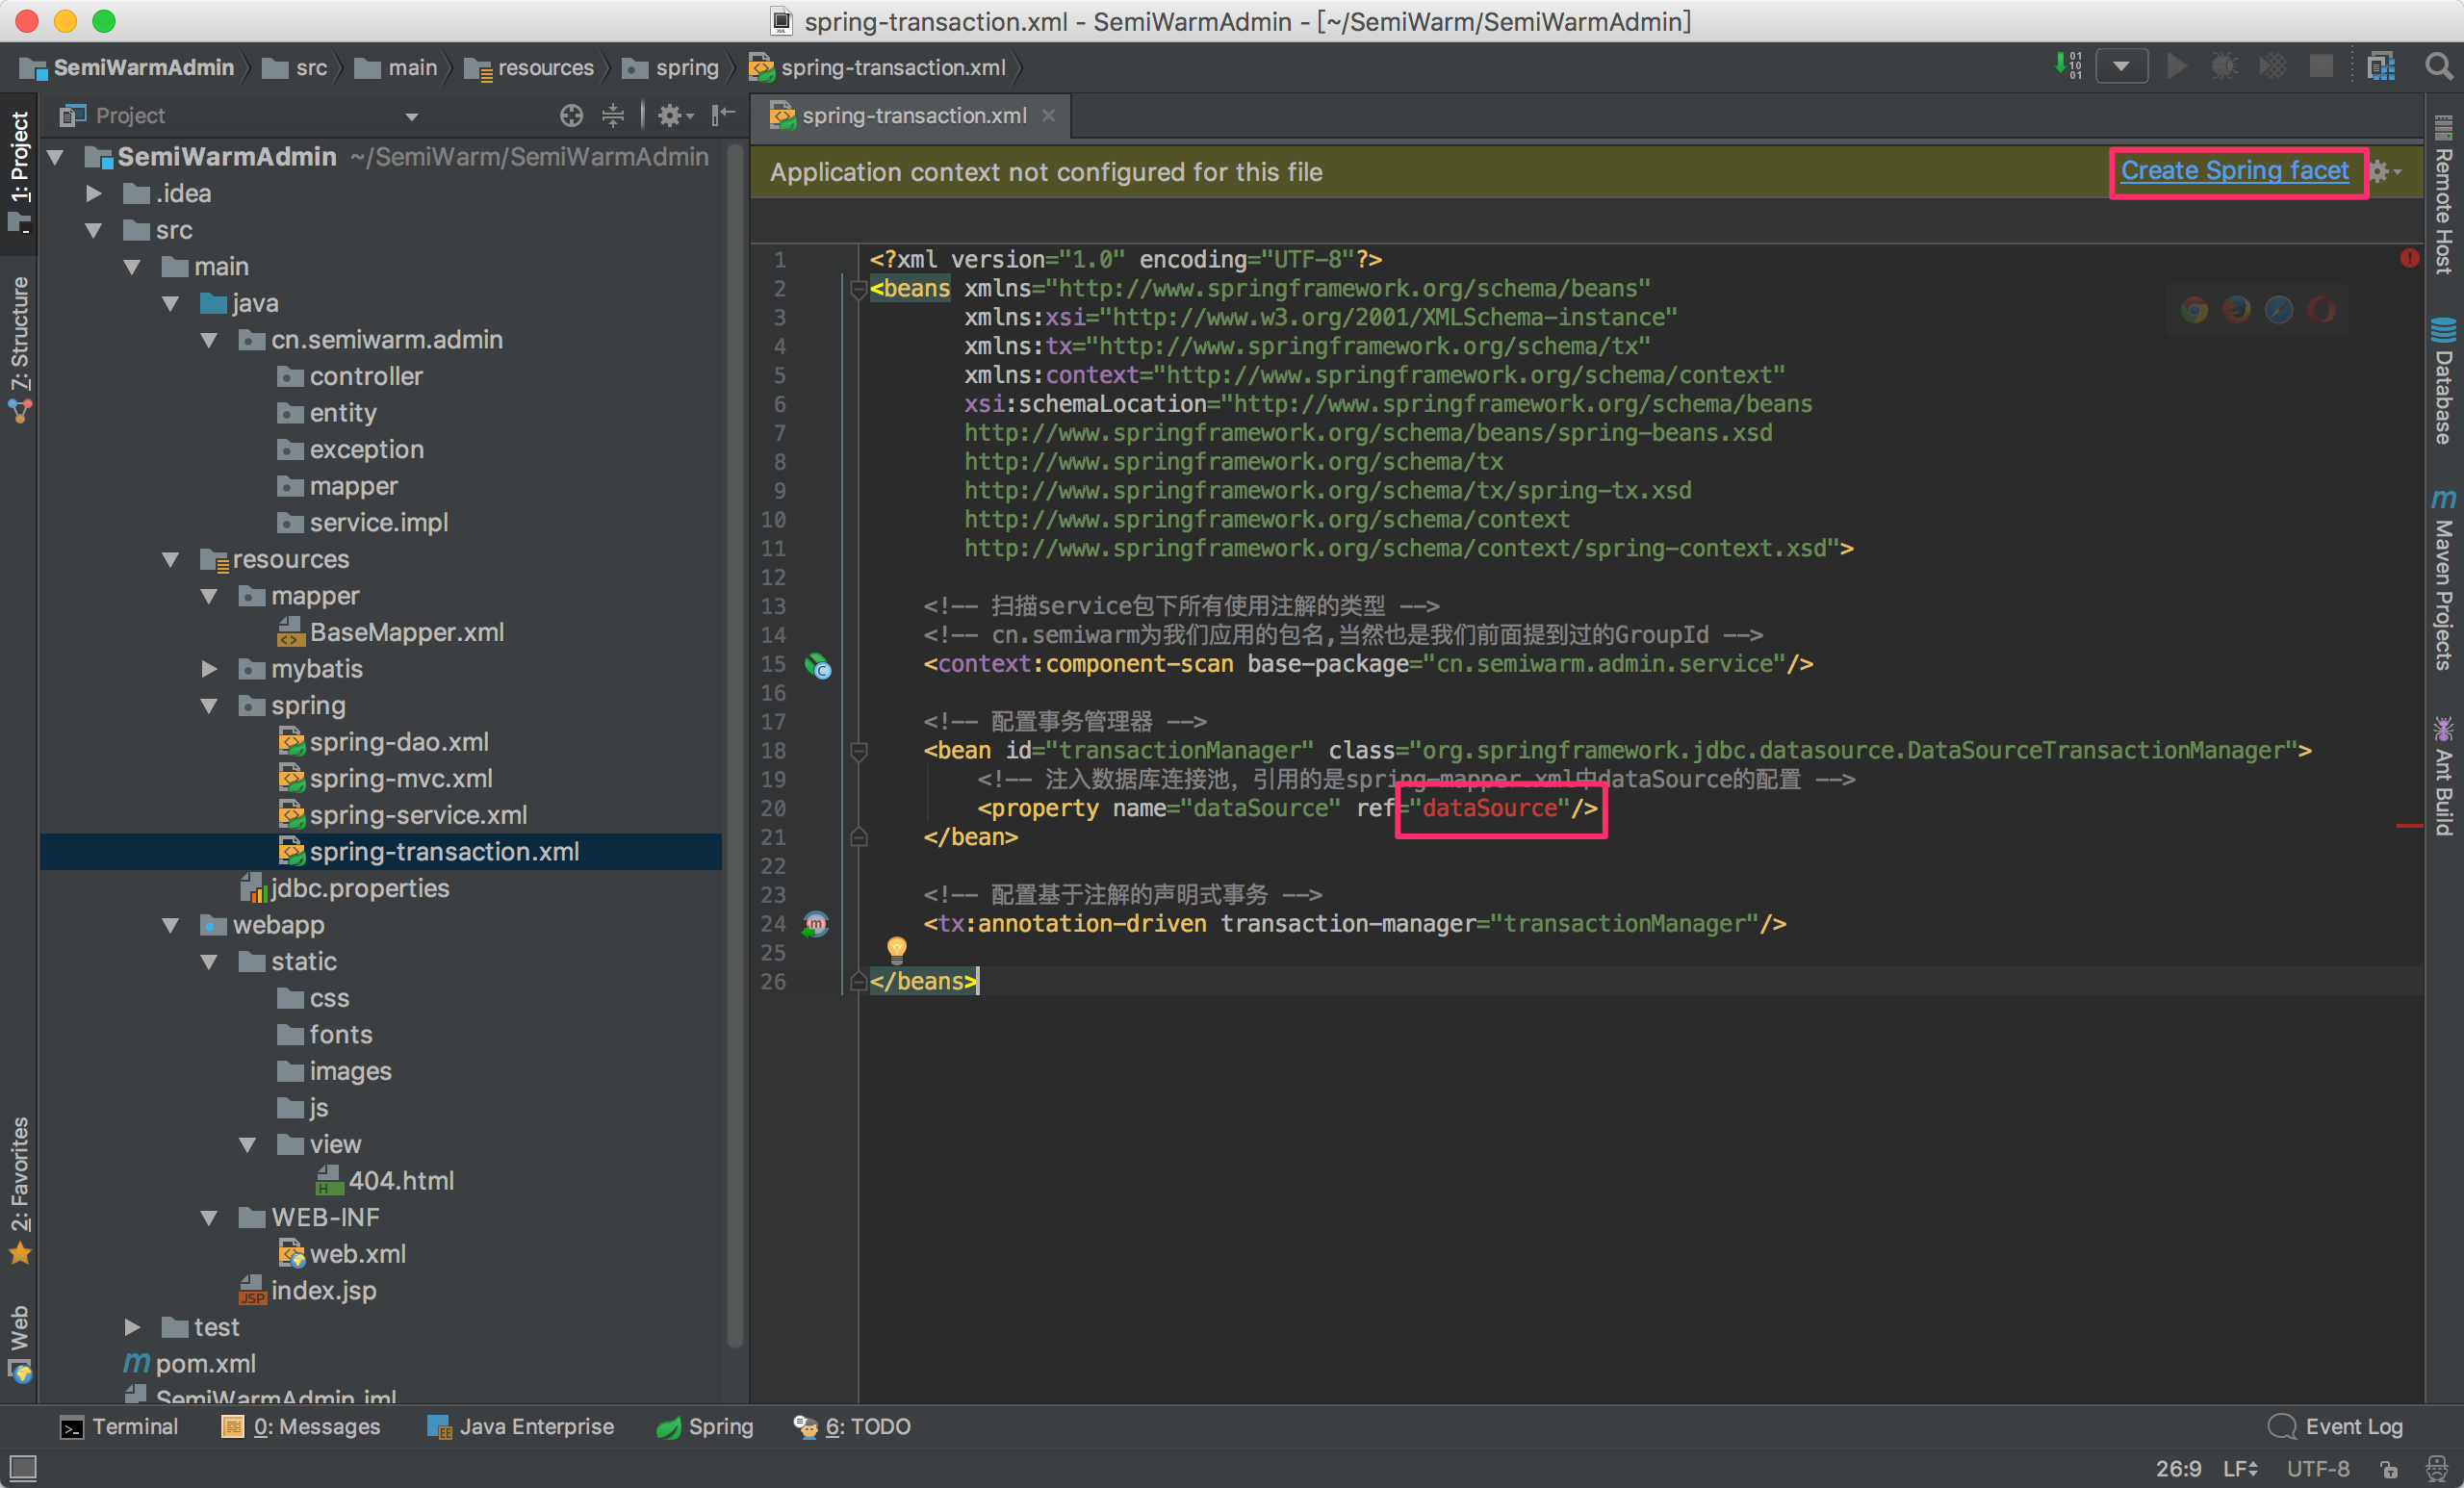 spring-transaction.xml - SemiWarmAdmin - [~/SemiWarm/SemiWarmAdmin]
SemiWarmAdmin src main resources spring spring-transaction.xml
Project
spring-transaction.xml
SemiWarmAdmin ~/SemiWarm/SemiWarmAdmin
.idea
src
main
java
cn.semiwarm.admin
controller
entity
exception
mapper
service.impl
resources
mapper
BaseMapper.xml
mybatis
spring
spring-dao.xml
spring-mvc.xml
spring-service.xml
spring-transaction.xml
jdbc.properties
webapp
static
css
fonts
images
js
view
404.html
WEB-INF
web.xml
index.jsp
test
pom.xml
SemiWarmAdmin.iml
1: Project
7: Structure
2: Favorites
Web
Application context not configured for this file Create Spring facet
1 <?xml version="1.0" encoding="UTF-8"?>
2 <beans xmlns="http://www.springframework.org/schema/beans"
3 xmlns:xsi="http://www.w3.org/2001/XMLSchema-instance"
4 xmlns:tx="http://www.springframework.org/schema/tx"
5 xmlns:context="http://www.springframework.org/schema/context"
6 xsi:schemaLocation="http://www.springframework.org/schema/beans
7 http://www.springframework.org/schema/beans/spring-beans.xsd
8 http://www.springframework.org/schema/tx
9 http://www.springframework.org/schema/tx/spring-tx.xsd
10 http://www.springframework.org/schema/context
11 http://www.springframework.org/schema/context/spring-context.xsd">
12
13 <!-- 扫描service包下所有使用注解的类型 -->
14 <!-- cn.semiwarm为我们应用的包名,当然也是我们前面提到过的GroupId -->
15 <context:component-scan base-package="cn.semiwarm.admin.service"/>
16
17 <!-- 配置事务管理器 -->
18 <bean id="transactionManager" class="org.springframework.jdbc.datasource.DataSourceTransactionManager">
19 <!-- 注入数据库连接池，引用的是spring-mapper.xml中dataSource的配置 -->
20 <property name="dataSource" ref="dataSource"/>
21 </bean>
22
23 <!-- 配置基于注解的声明式事务 -->
24 <tx:annotation-driven transaction-manager="transactionManager"/>
25
26 </beans>
Remote Host
Database
Maven Projects
Ant Build
Terminal 0: Messages Java Enterprise Spring 6: TODO Event Log
26:9 LF UTF-8